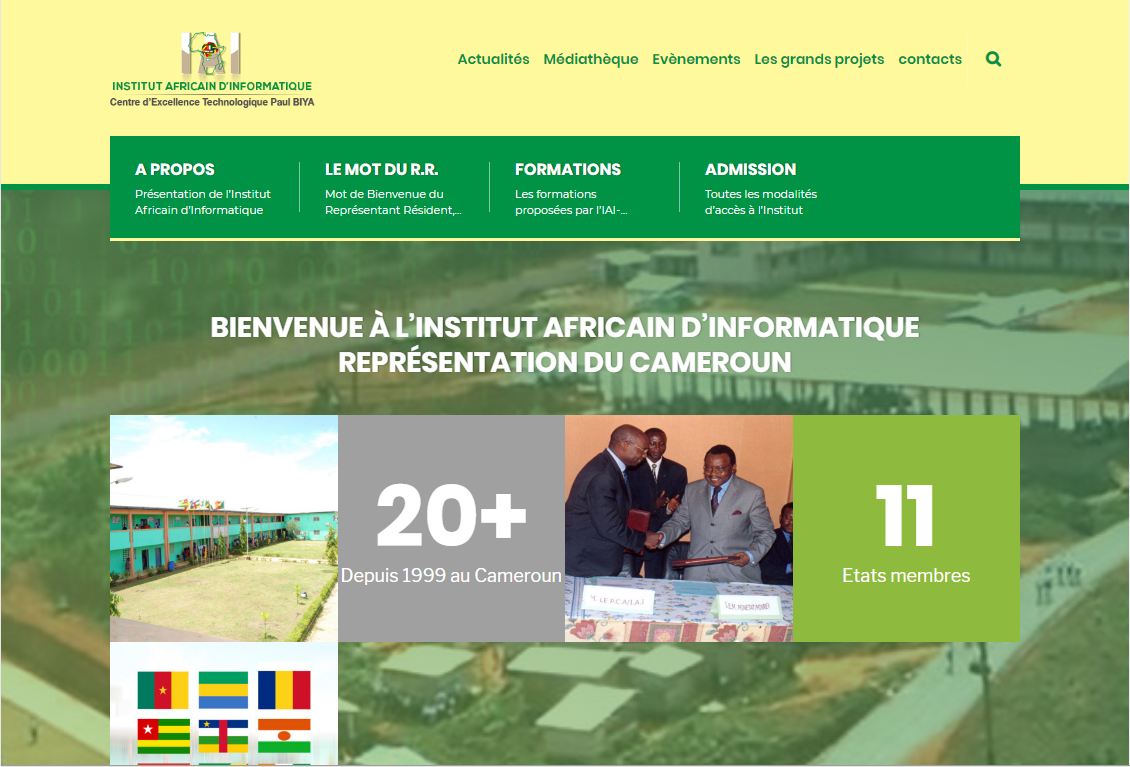 INSTITUT AFRICAIN D'INFORMATIQUE
Centre d'Excellence Technologique Paul BIYA
Actualités Médiathèque Evènements Les grands projets contacts
A PROPOS
Présentation de l'Institut
Africain d'Informatique
LE MOT DU R.R.
Mot de Bienvenue du
Représentant Résident,...
FORMATIONS
Les formations
proposées par l'IAI-...
ADMISSION
Toutes les modalités
d'accès à l'Institut
BIENVENUE À L'INSTITUT AFRICAIN D'INFORMATIQUE
REPRÉSENTATION DU CAMEROUN
20+
Depuis 1999 au Cameroun
11
Etats membres